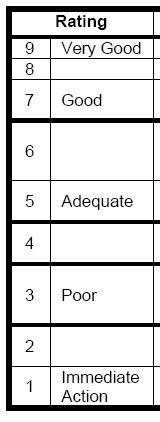 Rating
9 Very Good
8
7 Good
6
5 Adequate
4
3 Poor
2
1 Immediate
Action